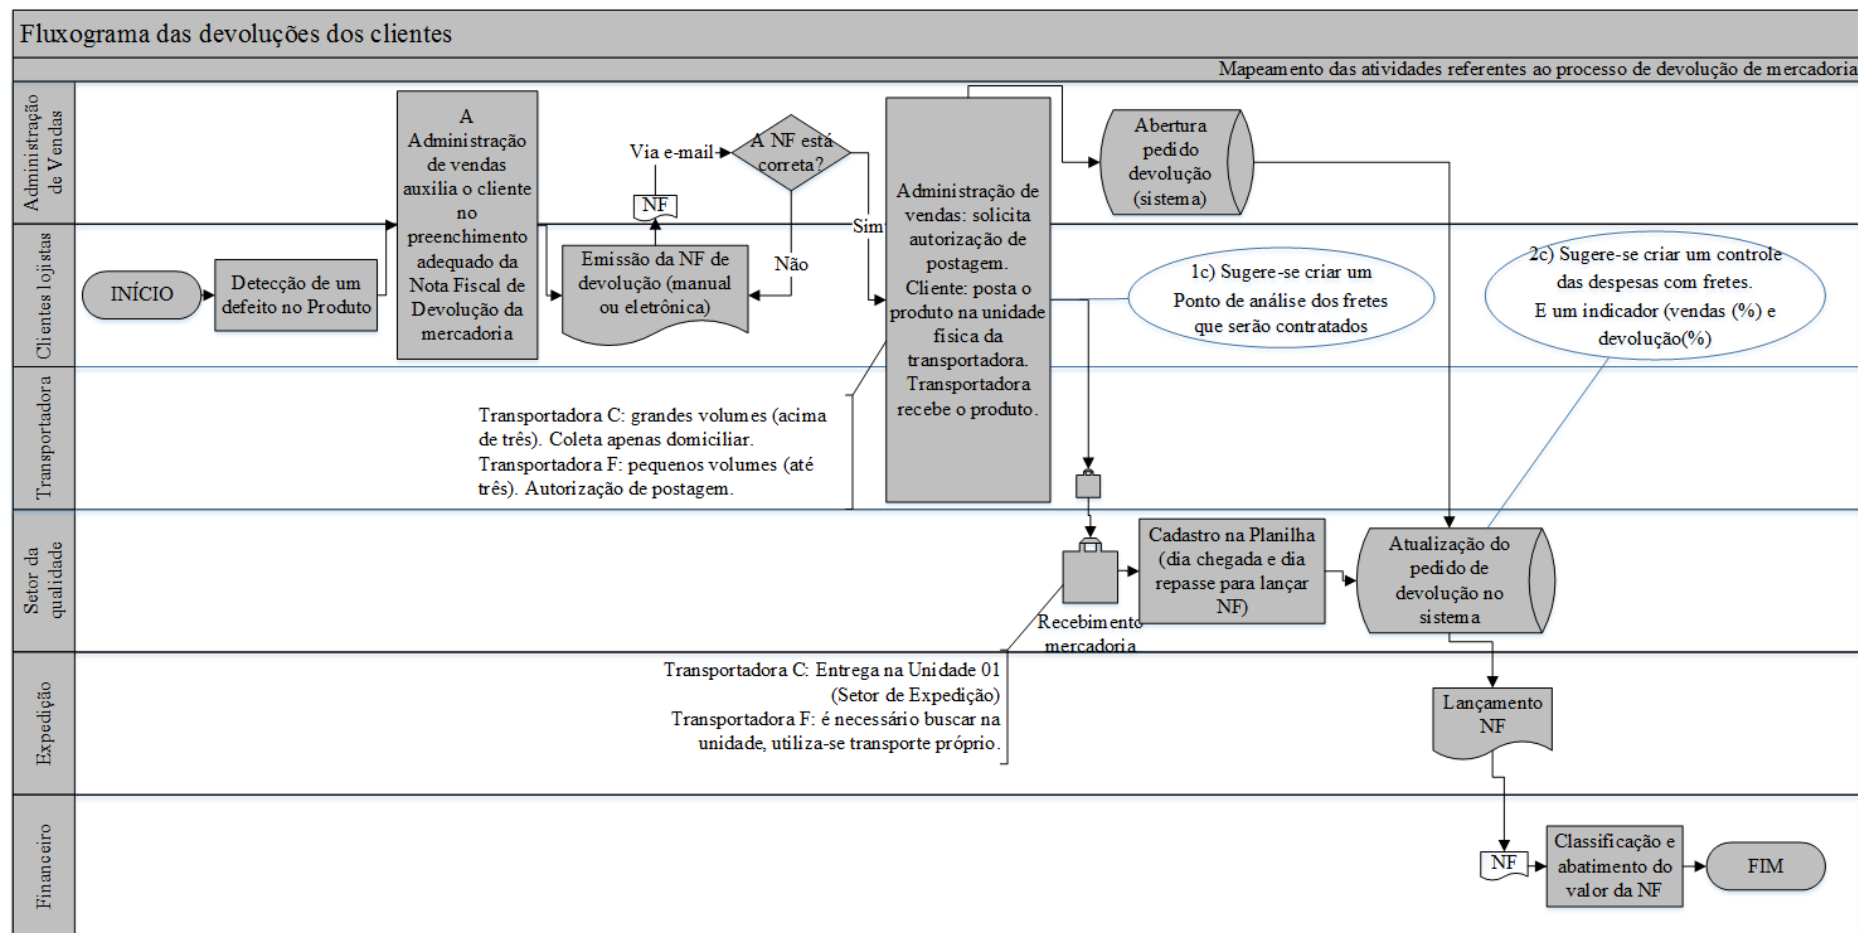 Fluxograma das devoluções dos clientes
Mapeamento das atividades referentes ao processo de devolução de mercadoria
Administração
de Vendas
A
Administração
de vendas
auxilia o cliente
no
preenchimento
adequado da
Nota Fiscal de
Devolução da
mercadoria
Via e-mail
NF
A NF está
correta?
Sim
Não
Administração de
vendas: solicita
autorização de
postagem.
Cliente: posta o
produto na unidade
física da
transportadora.
Transportadora
recebe o produto.
Abertura
pedido
devolução
(sistema)
Clientes lojistas
INÍCIO
Detecção de um
defeito no Produto
Emissão da NF de
devolução (manual
ou eletrônica)
1c) Sugere-se criar um
Ponto de análise dos fretes
que serão contratados
2c) Sugere-se criar um controle
das despesas com fretes.
E um indicador (vendas (%) e
devolução(%)
Transportadora
Transportadora C: grandes volumes (acima
de três). Coleta apenas domiciliar.
Transportadora F: pequenos volumes (até
três). Autorização de postagem.
Setor da
qualidade
Recebimento
mercadoria
Cadastro na Planilha
(dia chegada e dia
repasse para lançar
NF)
Atualização do
pedido de
devolução no
sistema
Expedição
Transportadora C: Entrega na Unidade 01
(Setor de Expedição)
Transportadora F: é necessário buscar na
unidade, utiliza-se transporte próprio.
Lançamento
NF
Financeiro
NF
Classificação e
abatimento do
valor da NF
FIM